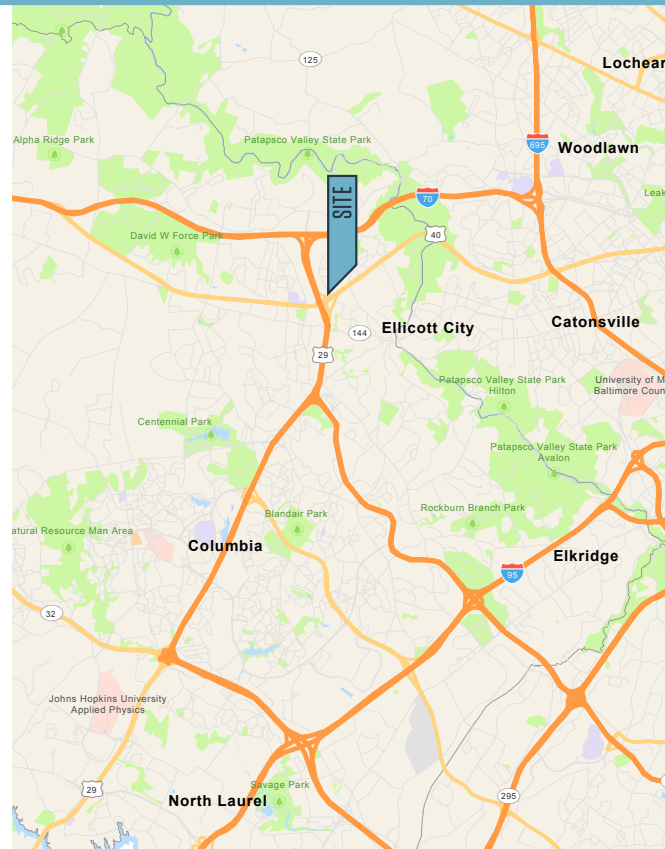 125
Lochear
Alpha Ridge Park
Patapsco Valley State Park
695
Woodlawn
SITE
70
Leak
David W Force Park
40
144
Ellicott City
Catonsville
29
Patapsco Valley State Park
Hilton
University of M
Baltimore Coun
Centennial Park
Patapsco Valley State Park
Avalon
Blandair Park
Rockburn Branch Park
atural Resource Man Area
Columbia
Elkridge
95
32
Johns Hopkins University
Applied Physics
29
Savage Park
North Laurel
295